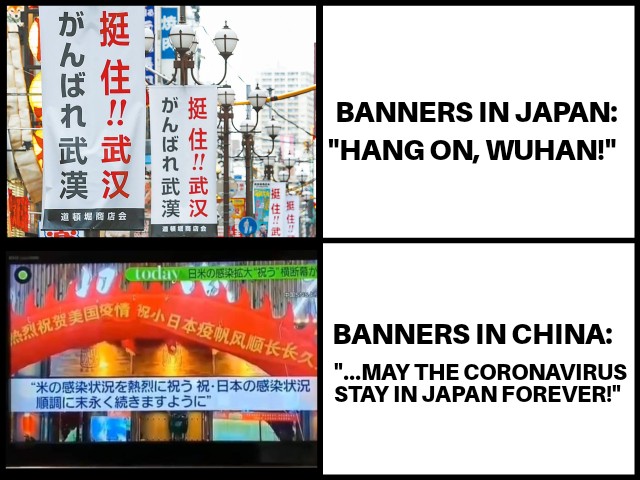 がんばれ武漢
挺住!!武汉
道頓堀商店会
がんばれ武漢
挺住!!武汉
道頓堀商店会
挺住!!武
焼肉
BANNERS IN JAPAN:
"HANG ON, WUHAN!"
today 日米の感染拡大"祝う"横断幕か
热烈祝贺美国疫情 祝小日本疫帆风顺长长久
"米の感染状況を熱烈に祝う 祝・日本の感染状況
順調に末永く続きますように"
BANNERS IN CHINA:
"...MAY THE CORONAVIRUS
STAY IN JAPAN FOREVER!"